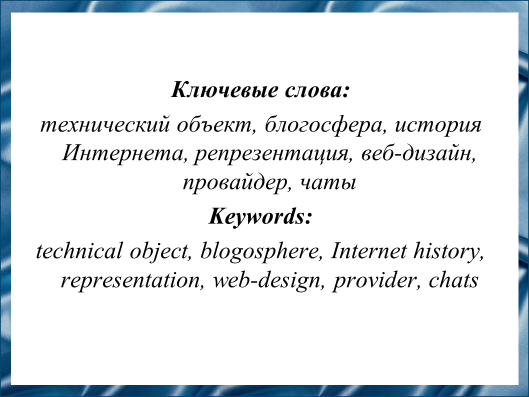 Ключевые слова:
технический объект, блогосфера, история
Интернета, репрезентация, веб-дизайн,
провайдер, чаты
Keywords:
technical object, blogosphere, Internet history,
representation, web-design, provider, chats